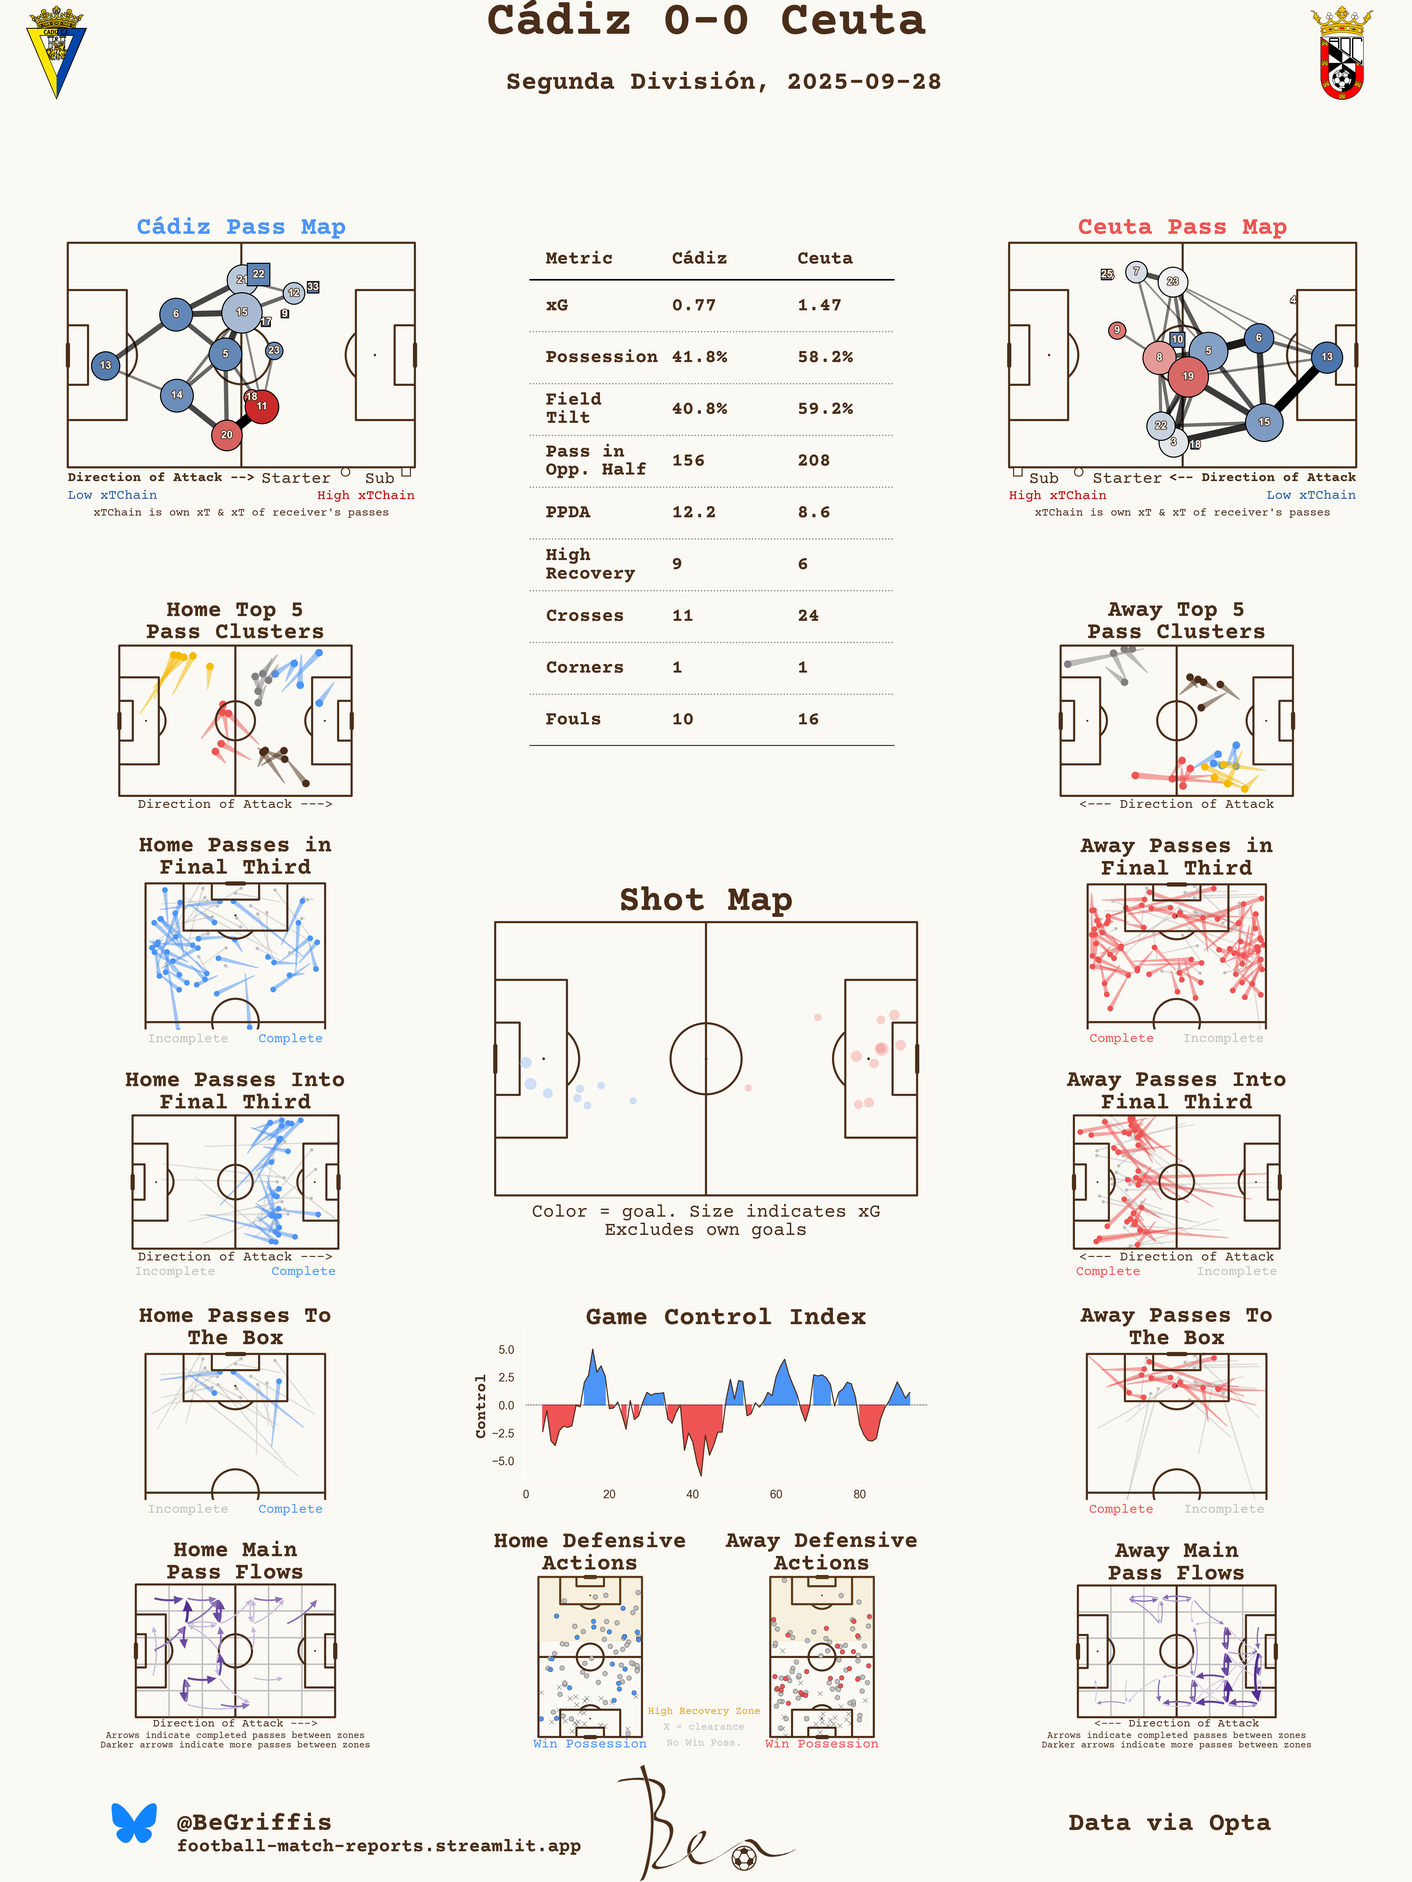 Cádiz 0-0 Ceuta
Segunda División, 2025-09-28
CADIZ C.F.
Cádiz Pass Map
21
22
12
33
6
15
17
9
5
23
13
14
18
11
20
Direction of Attack --> Starter Sub
Low xTChain High xTChain
xTChain is own xT & xT of receiver's passes
Metric Cádiz Ceuta
xG 0.77 1.47
Possession 41.8% 58.2%
Field
Tilt 40.8% 59.2%
Pass in
Opp. Half 156 208
PPDA 12.2 8.6
High
Recovery 9 6
Crosses 11 24
Corners 1 1
Fouls 10 16
Ceuta Pass Map
25
7
23
4
9
10
6
8
5
13
19
22
15
3
18
Sub Starter <-- Direction of Attack
High xTChain Low xTChain
xTChain is own xT & xT of receiver's passes
Home Top 5
Pass Clusters
Direction of Attack --->
Away Top 5
Pass Clusters
<--- Direction of Attack
Home Passes in
Final Third
Incomplete Complete
Away Passes in
Final Third
Complete Incomplete
Shot Map
Color = goal. Size indicates xG
Excludes own goals
Home Passes Into
Final Third
Direction of Attack --->
Incomplete Complete
Away Passes Into
Final Third
<--- Direction of Attack
Complete Incomplete
Home Passes To
The Box
Incomplete Complete
Game Control Index
Control
5.0
2.5
0.0
−2.5
−5.0
0 20 40 60 80
Away Passes To
The Box
Complete Incomplete
Home Main
Pass Flows
Direction of Attack --->
Arrows indicate completed passes between zones
Darker arrows indicate more passes between zones
Home Defensive
Actions
Win Possession
High Recovery Zone
X = clearance
No Win Poss.
Away Defensive
Actions
Win Possession
Away Main
Pass Flows
<--- Direction of Attack
Arrows indicate completed passes between zones
Darker arrows indicate more passes between zones
@BeGriffis
football-match-reports.streamlit.app
Ben
Data via Opta